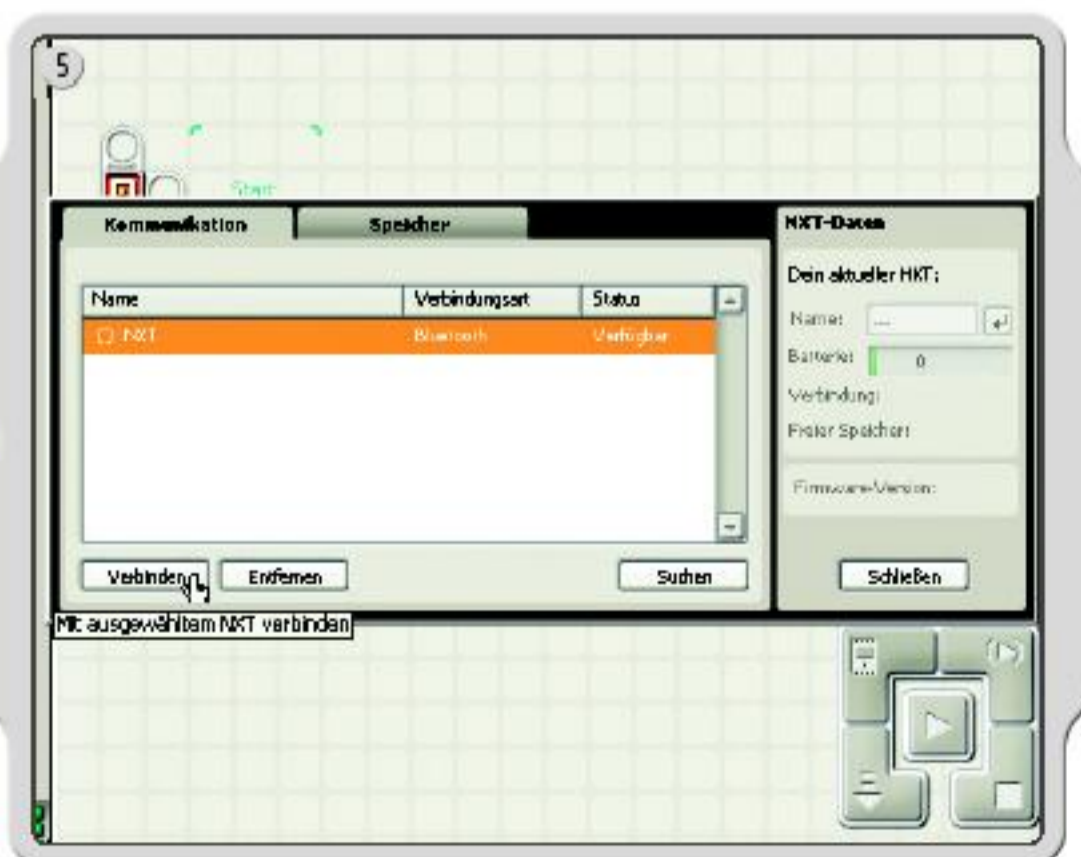 5
Start
Kommunikation Speicher
Name Verbindungsart Status
NXT Bluetooth Verfügbar
Verbinden Entfernen Suchen
Mit ausgewähltem NXT verbinden
NXT-Daten
Dein aktueller NXT:
Name: ---
Batterie: 0
Verbindung:
Freier Speicher:
Firmware-Version:
Schließen